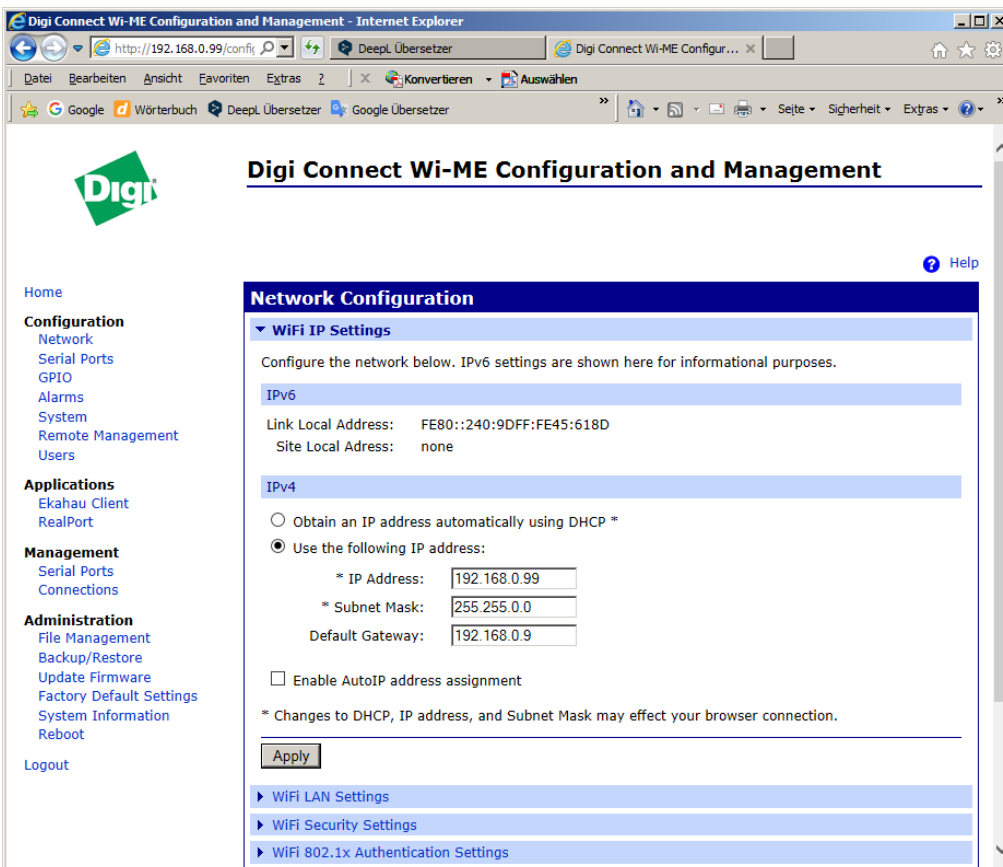 Digi Connect Wi-ME Configuration and Management - Internet Explorer
http://192.168.0.99/config
DeepL Übersetzer
Digi Connect Wi-ME Configur...
Datei Bearbeiten Ansicht Favoriten Extras ?
Konvertieren
Auswählen
Google
Wörterbuch
DeepL Übersetzer
Google Übersetzer
»
Seite
Sicherheit
Extras
»
Digi
Digi Connect Wi-ME Configuration and Management
Help
Home
Configuration
Network
Serial Ports
GPIO
Alarms
System
Remote Management
Users
Applications
Ekahau Client
RealPort
Management
Serial Ports
Connections
Administration
File Management
Backup/Restore
Update Firmware
Factory Default Settings
System Information
Reboot
Logout
Network Configuration
WiFi IP Settings
Configure the network below. IPv6 settings are shown here for informational purposes.
IPv6
Link Local Address: FE80::240:9DFF:FE45:618D
Site Local Adress: none
IPv4
Obtain an IP address automatically using DHCP *
Use the following IP address:
* IP Address: 192.168.0.99
* Subnet Mask: 255.255.0.0
Default Gateway: 192.168.0.9
Enable AutoIP address assignment
* Changes to DHCP, IP address, and Subnet Mask may effect your browser connection.
Apply
WiFi LAN Settings
WiFi Security Settings
WiFi 802.1x Authentication Settings